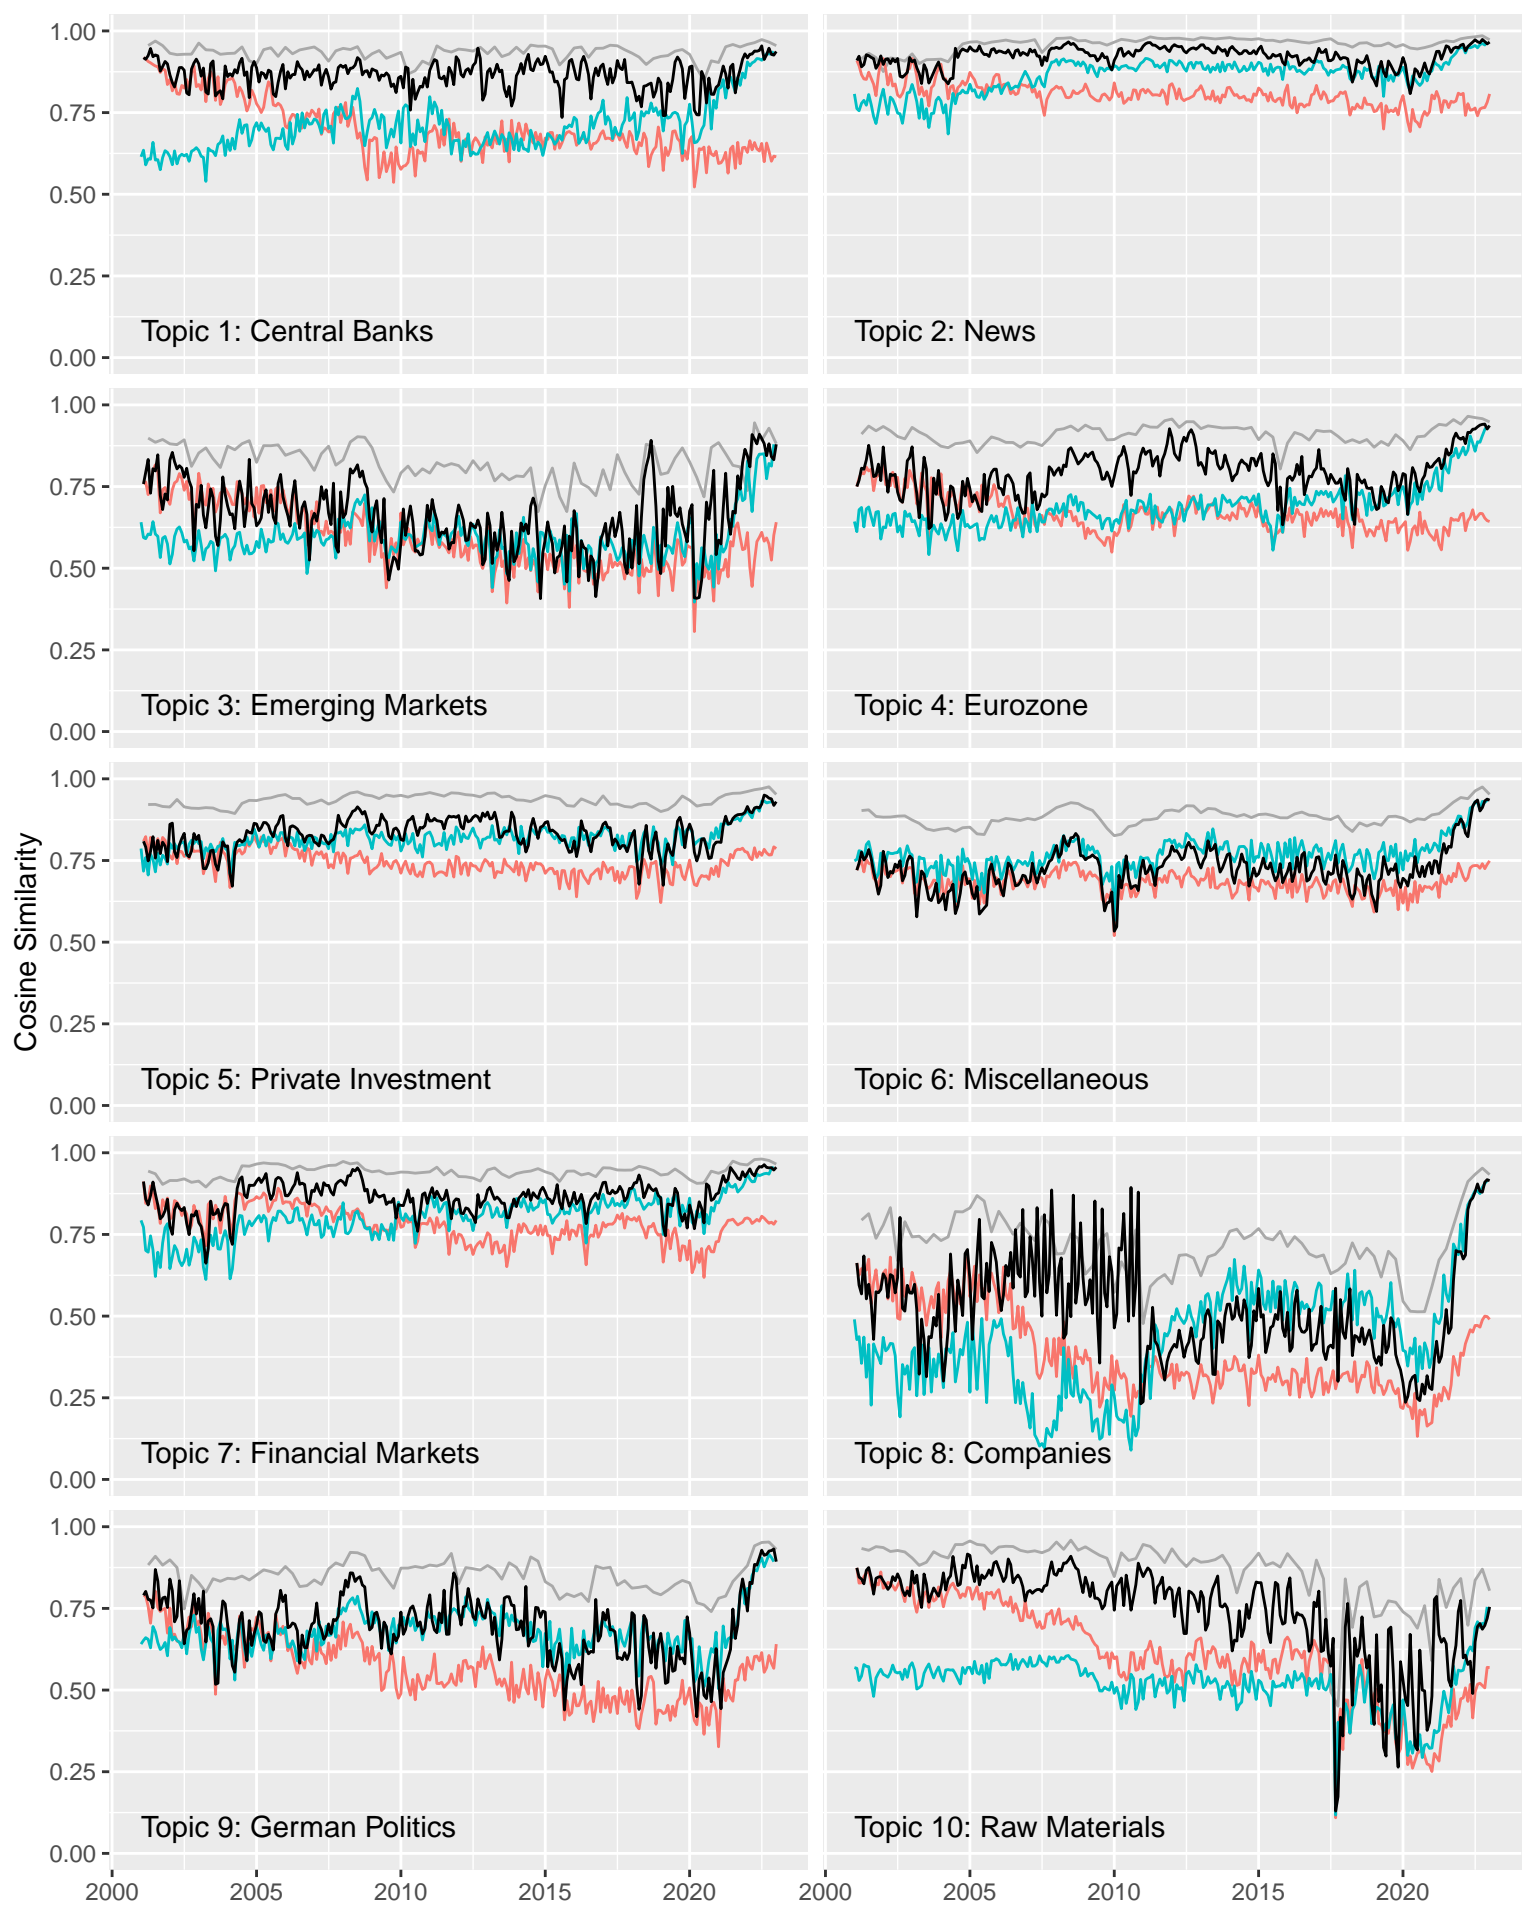 Cosine Similarity
1.00
0.75
0.50
0.25
0.00
Topic 1: Central Banks
Topic 2: News
1.00
0.75
0.50
0.25
0.00
Topic 3: Emerging Markets
Topic 4: Eurozone
1.00
0.75
0.50
0.25
0.00
Topic 5: Private Investment
Topic 6: Miscellaneous
1.00
0.75
0.50
0.25
0.00
Topic 7: Financial Markets
Topic 8: Companies
1.00
0.75
0.50
0.25
0.00
Topic 9: German Politics
Topic 10: Raw Materials
2000 2005 2010 2015 2020
2000 2005 2010 2015 2020